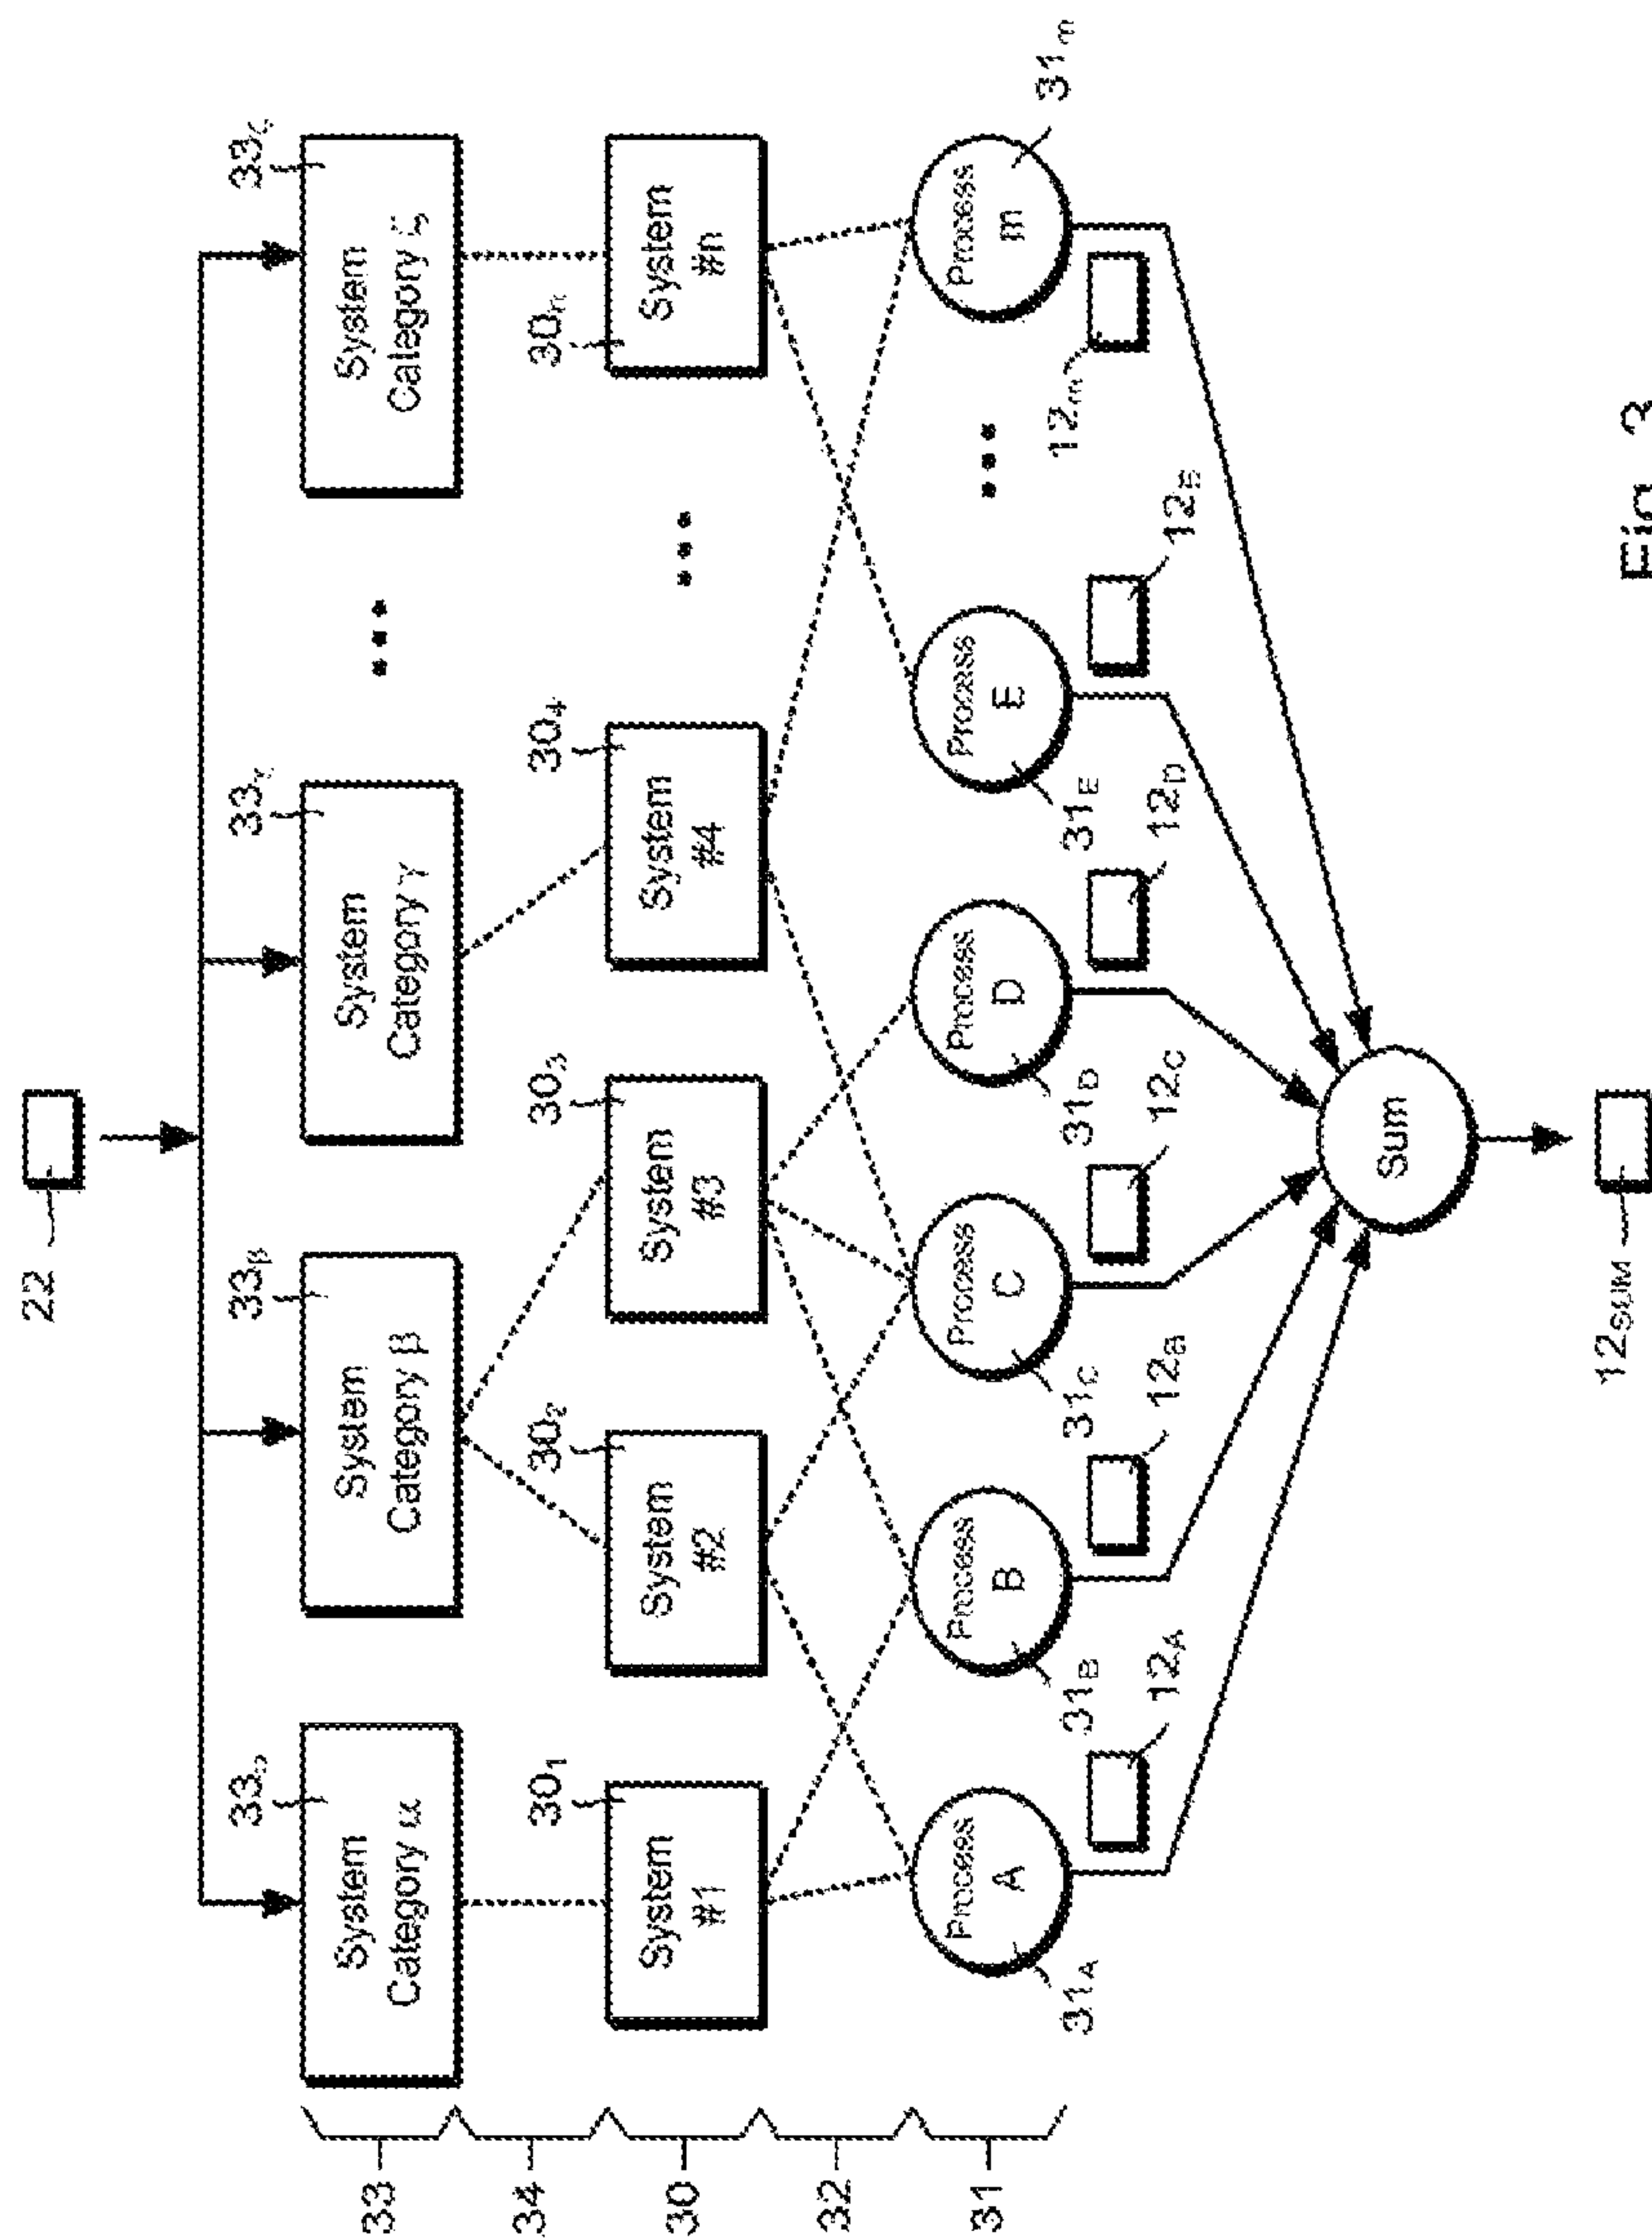 22
33
System
Category α
33β
System
Category β
33γ
System
Category γ
...
33ζ
System
Category ζ
34
30
30₁
System
#1
30₂
System
#2
30₃
System
#3
30₄
System
#4
...
30ₙ
System
#n
32
31
Process
A
31A
12A
Process
B
31B
12B
Process
C
31C
12C
Process
D
31D
12D
Process
E
31E
12E
...
Process
m
31m
12m
Sum
12SUM
Fig. 3